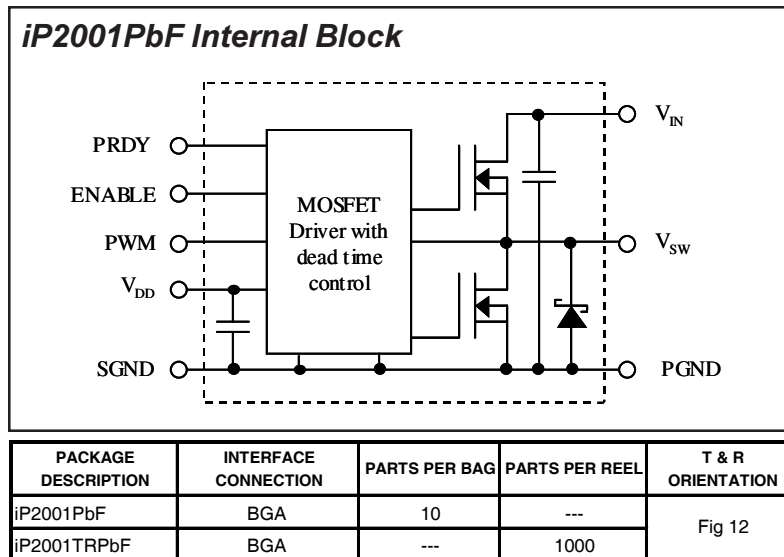 iP2001PbF Internal Block
PRDY
ENABLE
PWM
VDD
SGND
MOSFET
Driver with
dead time
control
VIN
VSW
PGND
PACKAGE DESCRIPTION INTERFACE CONNECTION PARTS PER BAG PARTS PER REEL T & R ORIENTATION
iP2001PbF BGA 10 --- Fig 12
iP2001TRPbF BGA --- 1000